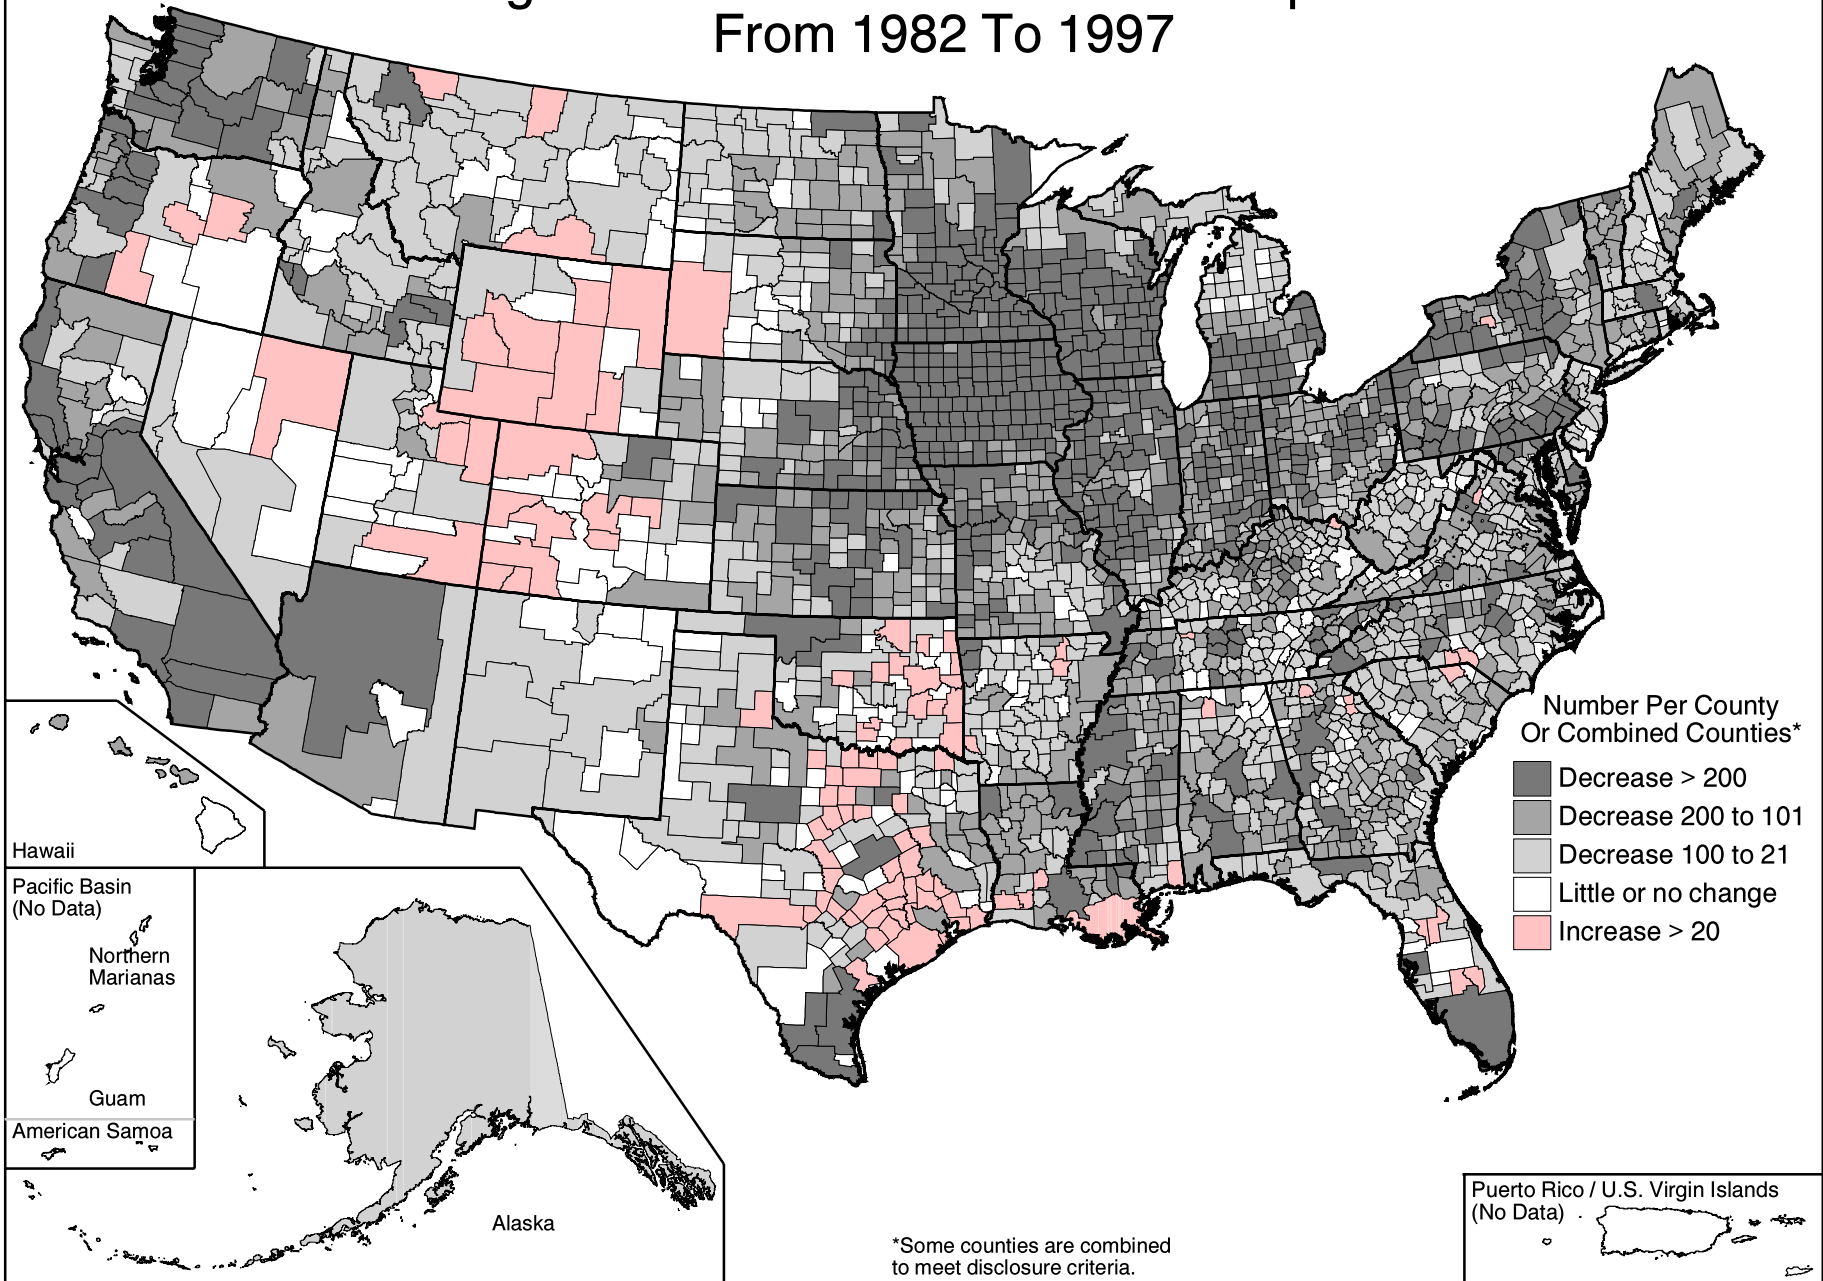 From 1982 To 1997
Number Per County
Or Combined Counties*
Decrease > 200
Decrease 200 to 101
Decrease 100 to 21
Little or no change
Increase > 20
Hawaii
Pacific Basin
(No Data)
Northern
Marianas
Guam
American Samoa
Alaska
*Some counties are combined
to meet disclosure criteria.
Puerto Rico / U.S. Virgin Islands
(No Data)